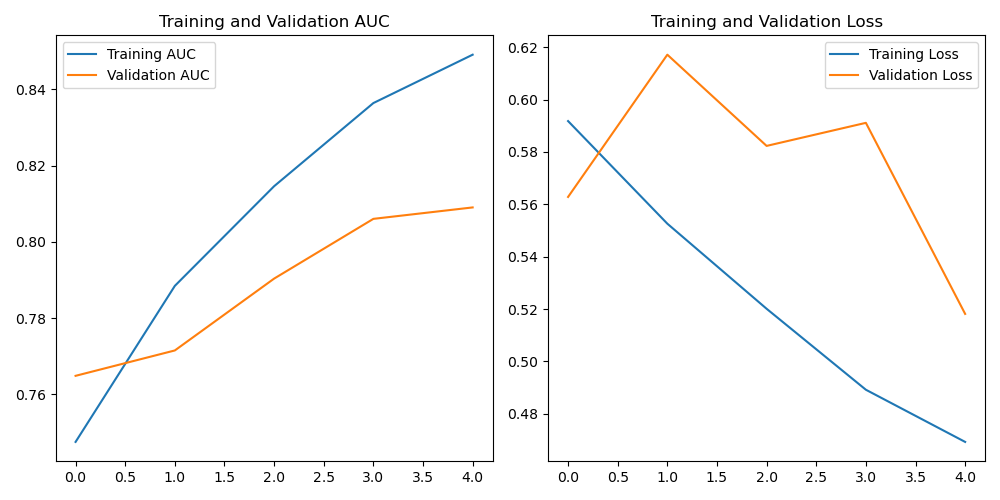 Training and Validation AUC
Training AUC
Validation AUC
0.84
0.82
0.80
0.78
0.76
0.0 0.5 1.0 1.5 2.0 2.5 3.0 3.5 4.0
Training and Validation Loss
Training Loss
Validation Loss
0.62
0.60
0.58
0.56
0.54
0.52
0.50
0.48
0.0 0.5 1.0 1.5 2.0 2.5 3.0 3.5 4.0